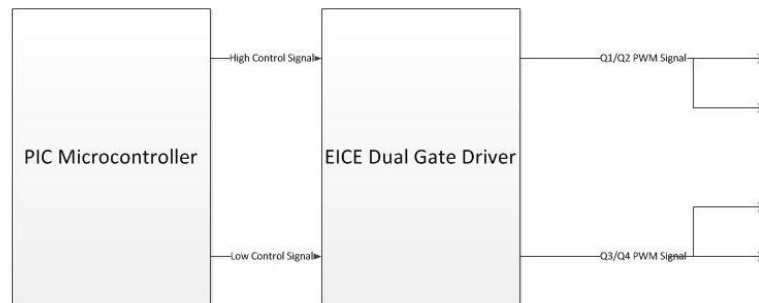 High Control Signal
Q1/Q2 PWM Signal
PIC Microcontroller
EICE Dual Gate Driver
Low Control Signal
Q3/Q4 PWM Signal